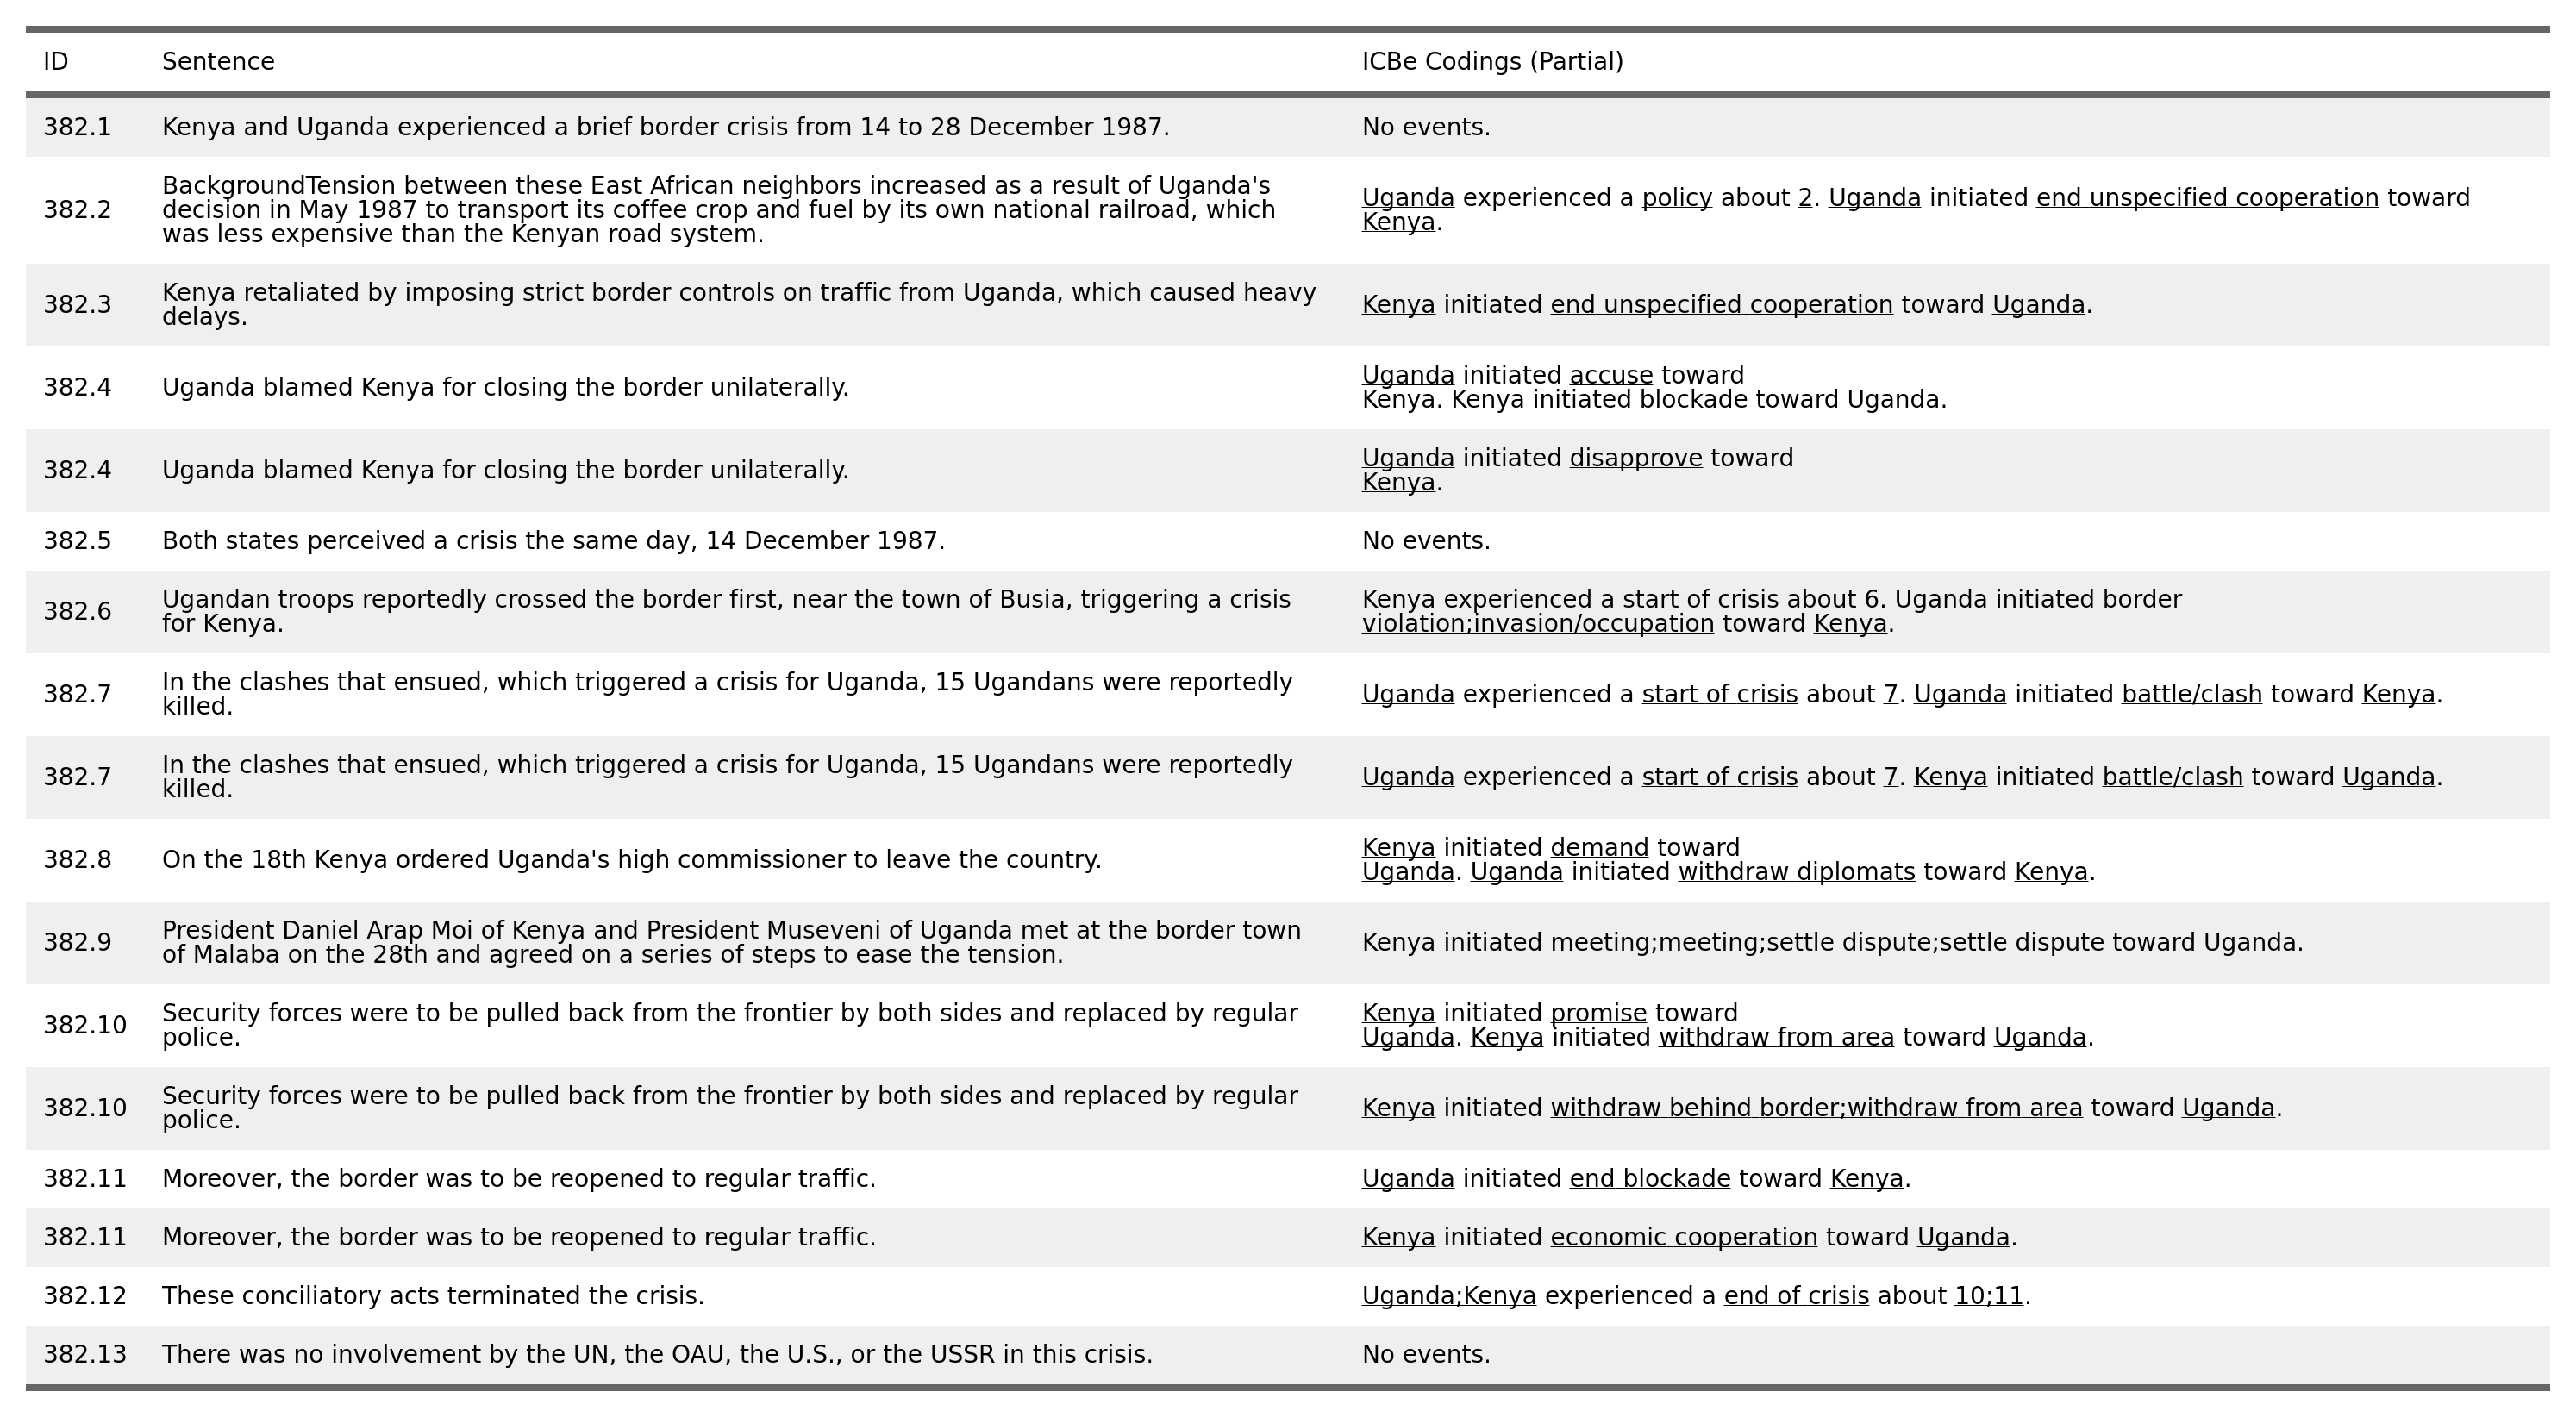 ID Sentence ICBe Codings (Partial)
382.1 Kenya and Uganda experienced a brief border crisis from 14 to 28 December 1987. No events.
382.2
BackgroundTension between these East African neighbors increased as a result of Uganda's
decision in May 1987 to transport its coffee crop and fuel by its own national railroad, which
was less expensive than the Kenyan road system.
Uganda experienced a policy about 2. Uganda initiated end unspecified cooperation toward
Kenya.
382.3
Kenya retaliated by imposing strict border controls on traffic from Uganda, which caused heavy
delays.
Kenya initiated end unspecified cooperation toward Uganda.
382.4
Uganda blamed Kenya for closing the border unilaterally.
Uganda initiated accuse toward
Kenya. Kenya initiated blockade toward Uganda.
382.4
Uganda blamed Kenya for closing the border unilaterally.
Uganda initiated disapprove toward
Kenya.
382.5 Both states perceived a crisis the same day, 14 December 1987. No events.
382.6
Ugandan troops reportedly crossed the border first, near the town of Busia, triggering a crisis
for Kenya.
Kenya experienced a start of crisis about 6. Uganda initiated border
violation;invasion/occupation toward Kenya.
382.7
In the clashes that ensued, which triggered a crisis for Uganda, 15 Ugandans were reportedly
killed.
Uganda experienced a start of crisis about 7. Uganda initiated battle/clash toward Kenya.
382.7
In the clashes that ensued, which triggered a crisis for Uganda, 15 Ugandans were reportedly
killed.
Uganda experienced a start of crisis about 7. Kenya initiated battle/clash toward Uganda.
382.8
On the 18th Kenya ordered Uganda's high commissioner to leave the country.
Kenya initiated demand toward
Uganda. Uganda initiated withdraw diplomats toward Kenya.
382.9
President Daniel Arap Moi of Kenya and President Museveni of Uganda met at the border town
of Malaba on the 28th and agreed on a series of steps to ease the tension.
Kenya initiated meeting;meeting;settle dispute;settle dispute toward Uganda.
382.10
Security forces were to be pulled back from the frontier by both sides and replaced by regular
police.
Kenya initiated promise toward
Uganda. Kenya initiated withdraw from area toward Uganda.
382.10
Security forces were to be pulled back from the frontier by both sides and replaced by regular
police.
Kenya initiated withdraw behind border;withdraw from area toward Uganda.
382.11 Moreover, the border was to be reopened to regular traffic. Uganda initiated end blockade toward Kenya.
382.11 Moreover, the border was to be reopened to regular traffic. Kenya initiated economic cooperation toward Uganda.
382.12 These conciliatory acts terminated the crisis. Uganda;Kenya experienced a end of crisis about 10;11.
382.13 There was no involvement by the UN, the OAU, the U.S., or the USSR in this crisis. No events.